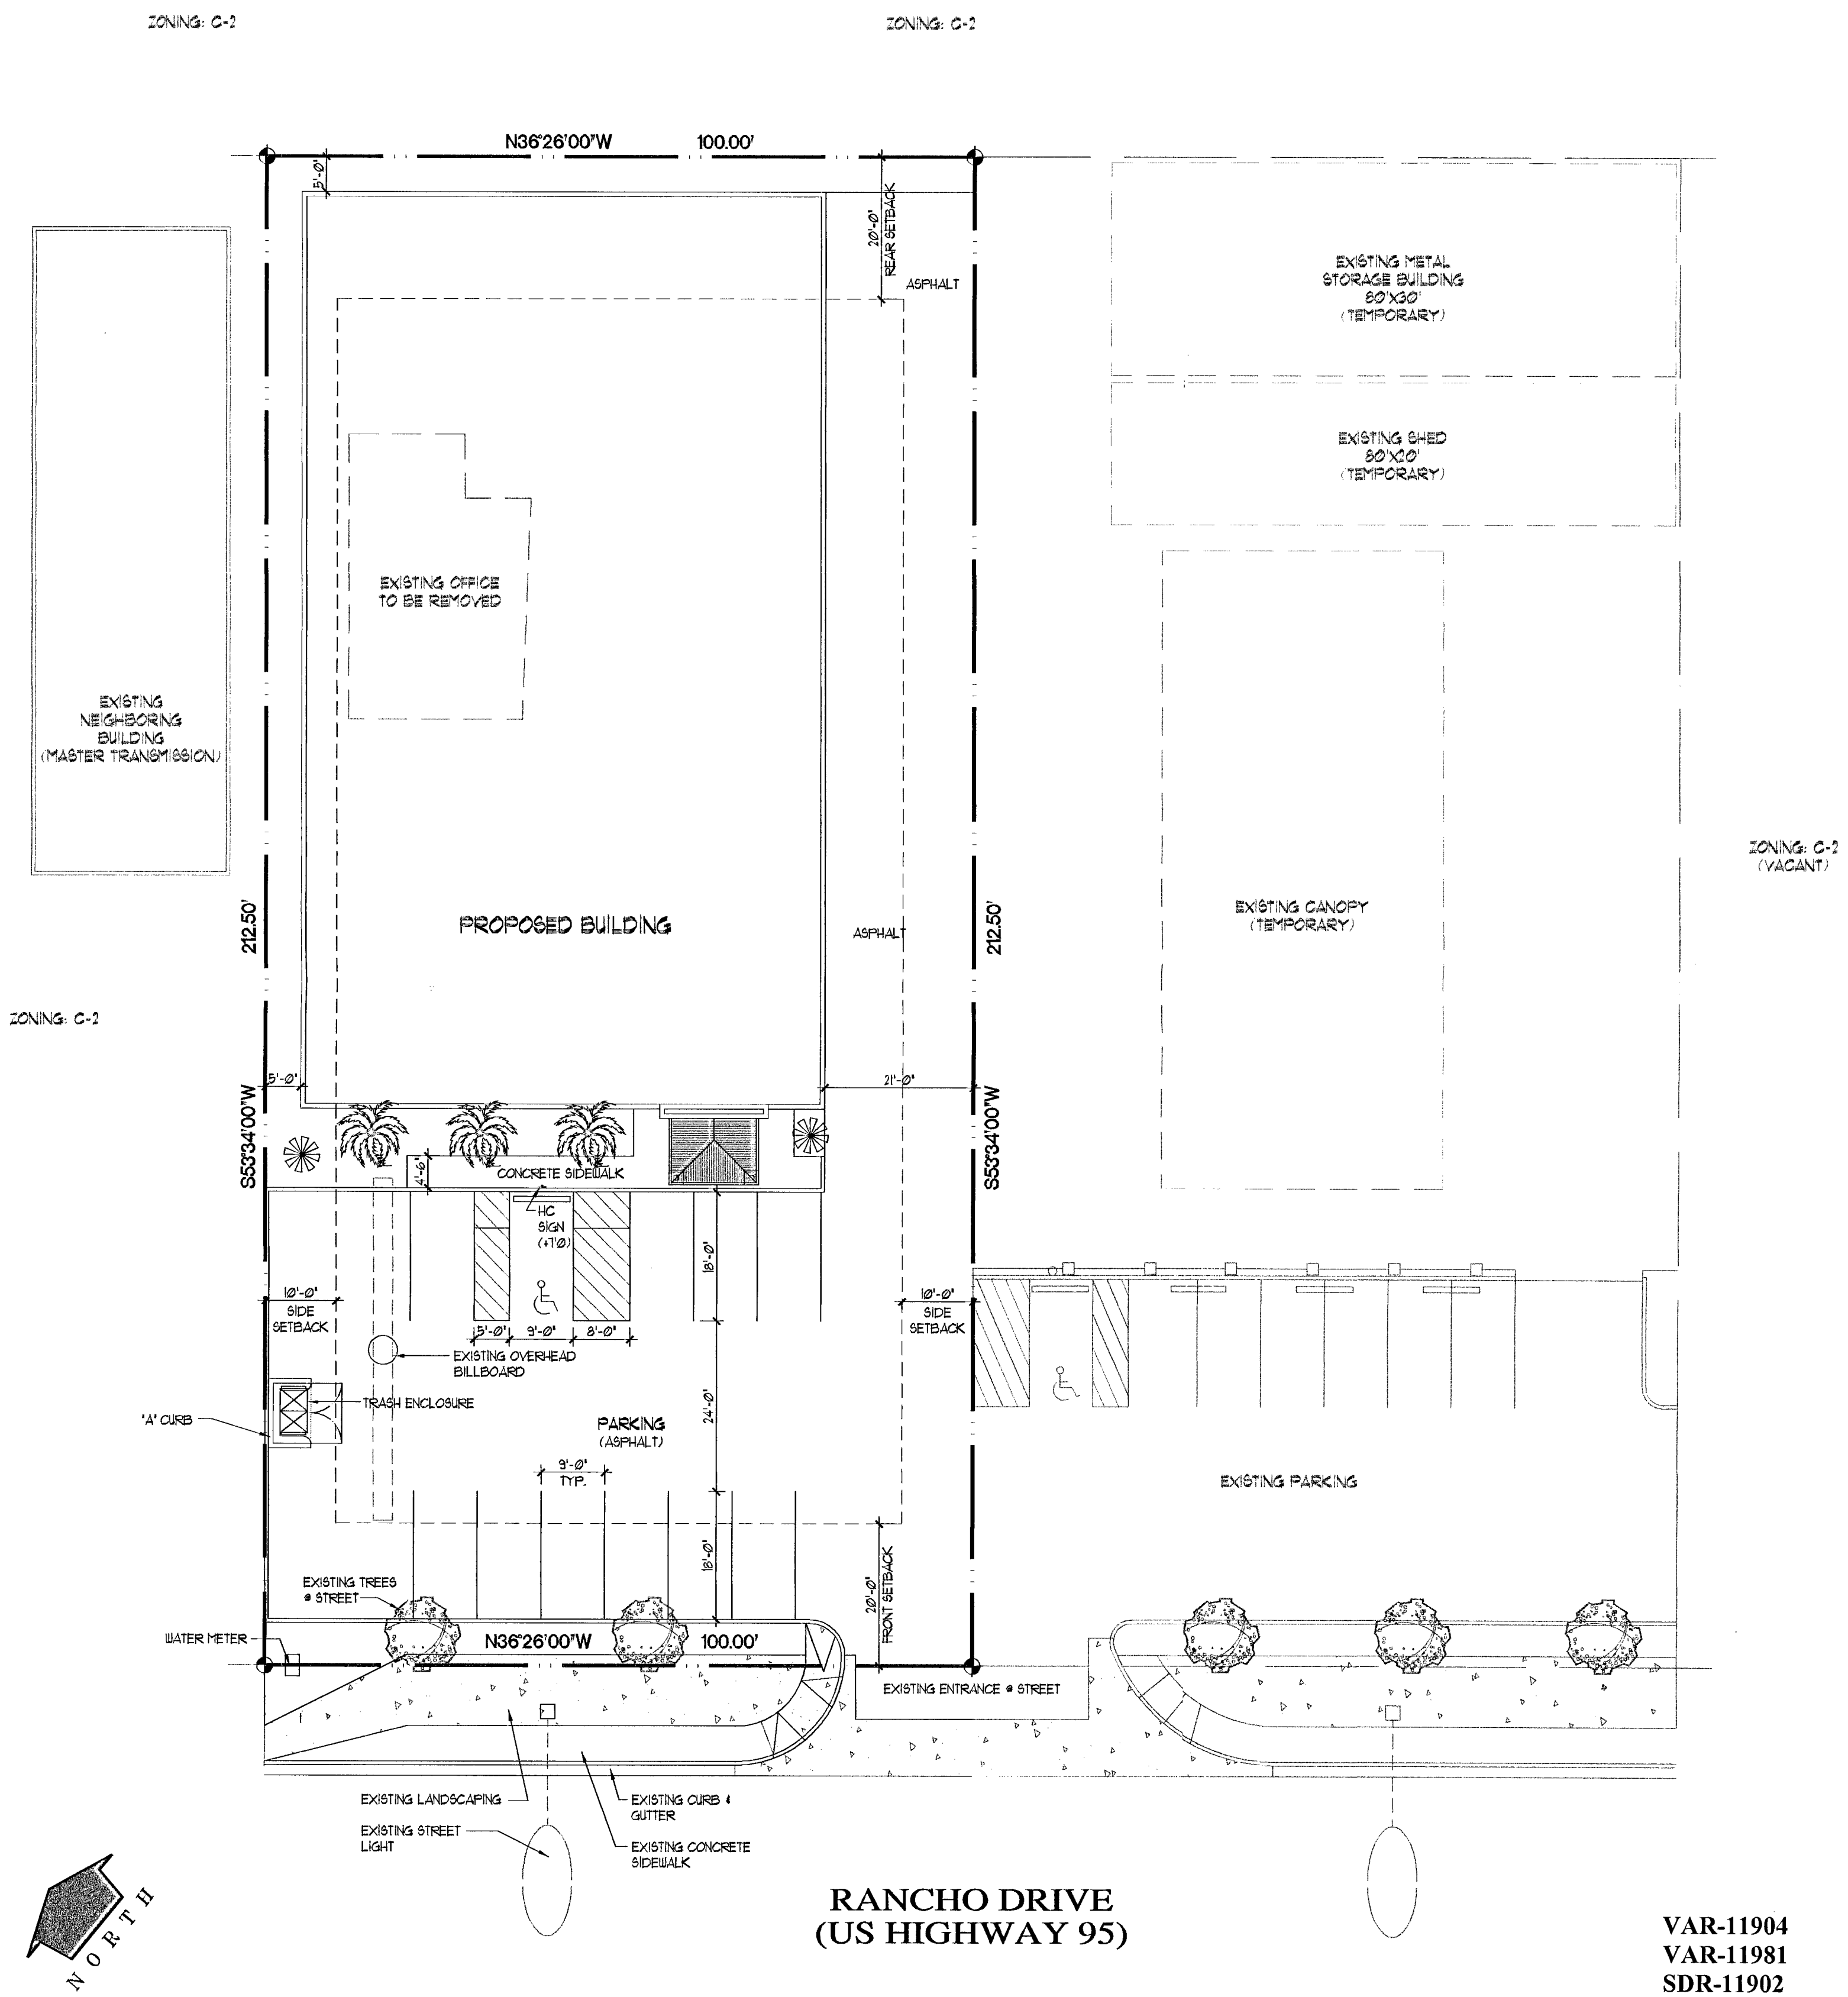 ZONING: C-2
ZONING: C-2
N36°26'00"W 100.00'
5'-0"
20'-0"
REAR SETBACK
ASPHALT
EXISTING METAL
STORAGE BUILDING
80'X30'
(TEMPORARY)
EXISTING SHED
80'X20'
(TEMPORARY)
EXISTING OFFICE
TO BE REMOVED
EXISTING
NEIGHBORING
BUILDING
(MASTER TRANSMISSION)
ZONING: C-2
(VACANT)
212.50'
PROPOSED BUILDING
ASPHALT
212.50'
EXISTING CANOPY
(TEMPORARY)
ZONING: C-2
5'-0"
21'-0"
S53°34'00"W
S53°34'00"W
4'-6"
CONCRETE SIDEWALK
HC
SIGN
(+7'0)
18'-0"
10'-0"
SIDE
SETBACK
10'-0"
SIDE
SETBACK
5'-0"
9'-0"
8'-0"
EXISTING OVERHEAD
BILLBOARD
TRASH ENCLOSURE
"A" CURB
24'-0"
PARKING
(ASPHALT)
9'-0"
TYP.
EXISTING PARKING
18'-0"
20'-0"
FRONT SETBACK
EXISTING TREES
@ STREET
WATER METER
N36°26'00"W 100.00'
EXISTING ENTRANCE @ STREET
EXISTING LANDSCAPING
EXISTING CURB &
GUTTER
EXISTING STREET
LIGHT
EXISTING CONCRETE
SIDEWALK
NORTH
RANCHO DRIVE
(US HIGHWAY 95)
VAR-11904
VAR-11981
SDR-11902